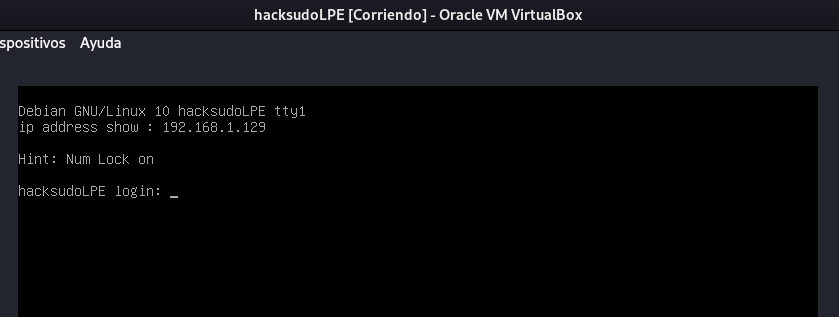 hacksudoLPE [Corriendo] - Oracle VM VirtualBox
spositivos Ayuda
Debian GNU/Linux 10 hacksudoLPE tty1
ip address show : 192.168.1.129
Hint: Num Lock on
hacksudoLPE login: _